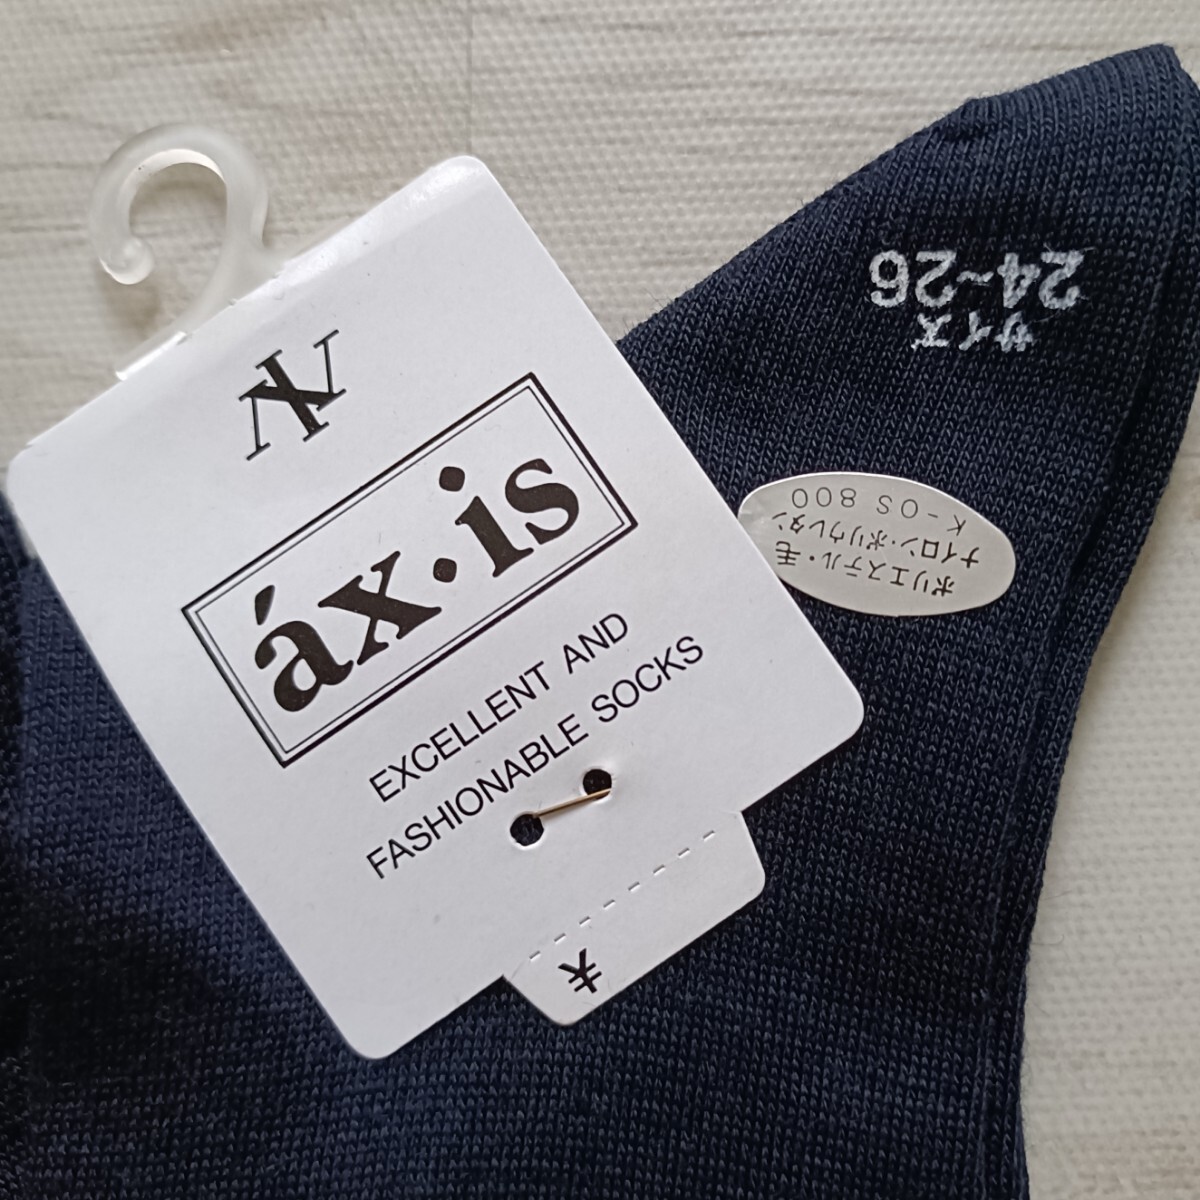 áx·is
EXCELLENT AND
FASHIONABLE SOCKS
¥
サイズ
24~26
ポリエステル・毛
ナイロン・ポリウレタン
K-OS 800